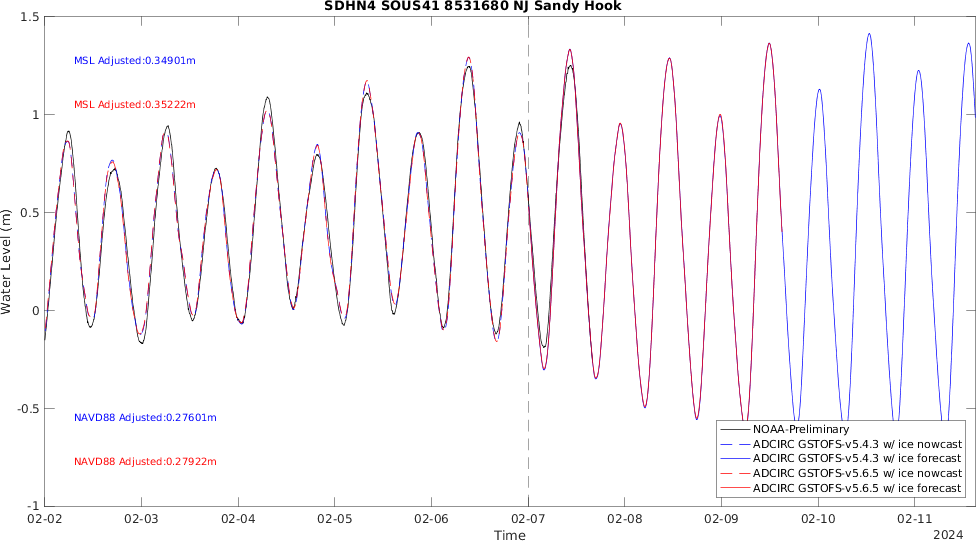 SDHN4 SOUS41 8531680 NJ Sandy Hook
1.5
MSL Adjusted:0.34901m
MSL Adjusted:0.35222m
1
0.5
Water Level (m)
0
-0.5
NAVD88 Adjusted:0.27601m
NAVD88 Adjusted:0.27922m
NOAA-Preliminary
ADCIRC GSTOFS-v5.4.3 w/ ice nowcast
ADCIRC GSTOFS-v5.4.3 w/ ice forecast
ADCIRC GSTOFS-v5.6.5 w/ ice nowcast
ADCIRC GSTOFS-v5.6.5 w/ ice forecast
-1
02-02 02-03 02-04 02-05 02-06 02-07 02-08 02-09 02-10 02-11
Time
2024